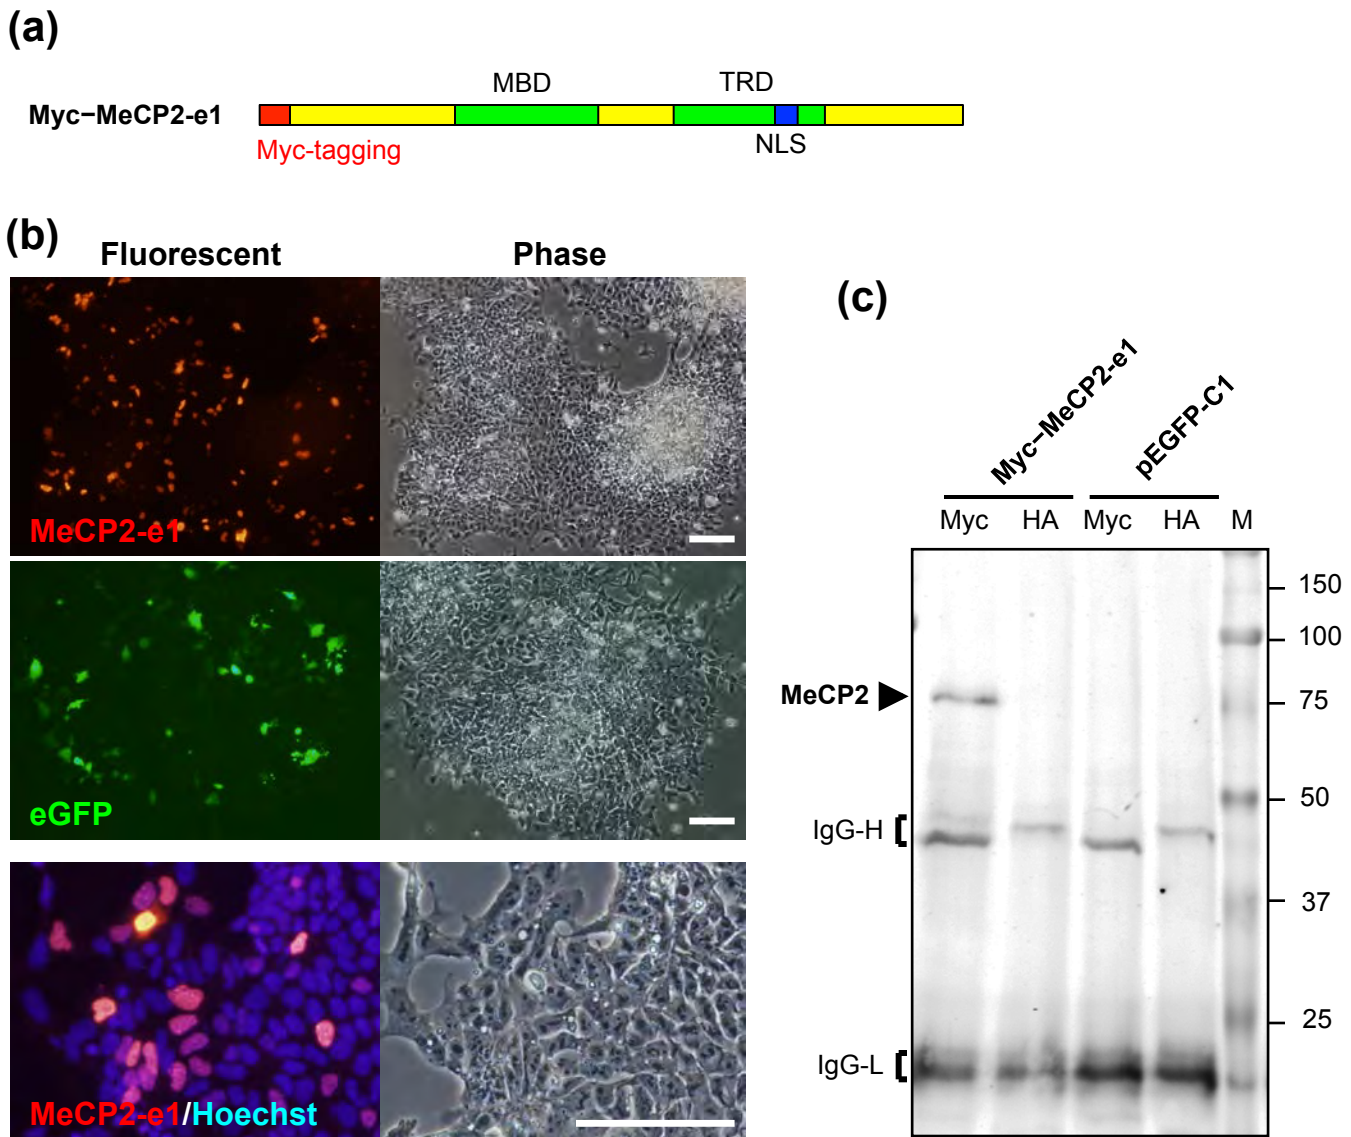 (a)
MBD TRD
Myc−MeCP2-e1
Myc-tagging
NLS
(b)
Fluorescent Phase
MeCP2-e1
eGFP
MeCP2-e1/Hoechst
(c)
Myc−MeCP2-e1
pEGFP-C1
Myc HA Myc HA M
150
100
MeCP2 75
50
IgG-H
37
25
IgG-L